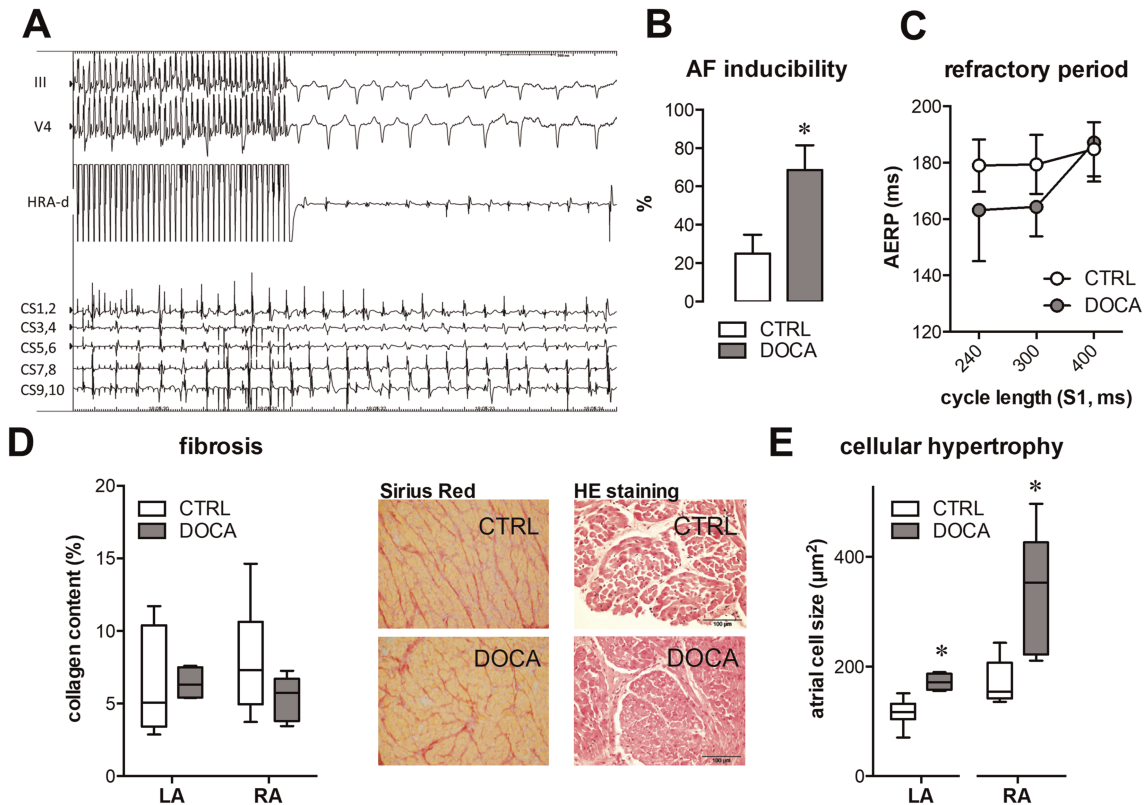 A
III
V4
HRA-d
CS1,2
CS3,4
CS5,6
CS7,8
CS9,10
B
AF inducibility
100
80
60
40
20
0
%
*
CTRL
DOCA
C
refractory period
200
180
160
140
120
AERP (ms)
CTRL
DOCA
240
300
400
cycle length (S1, ms)
D
fibrosis
20
15
10
5
0
collagen content (%)
CTRL
DOCA
LA
RA
Sirius Red
CTRL
DOCA
HE staining
CTRL
100 µm
DOCA
100 µm
E
cellular hypertrophy
400
200
0
atrial cell size (µm²)
CTRL
DOCA
*
*
LA
RA